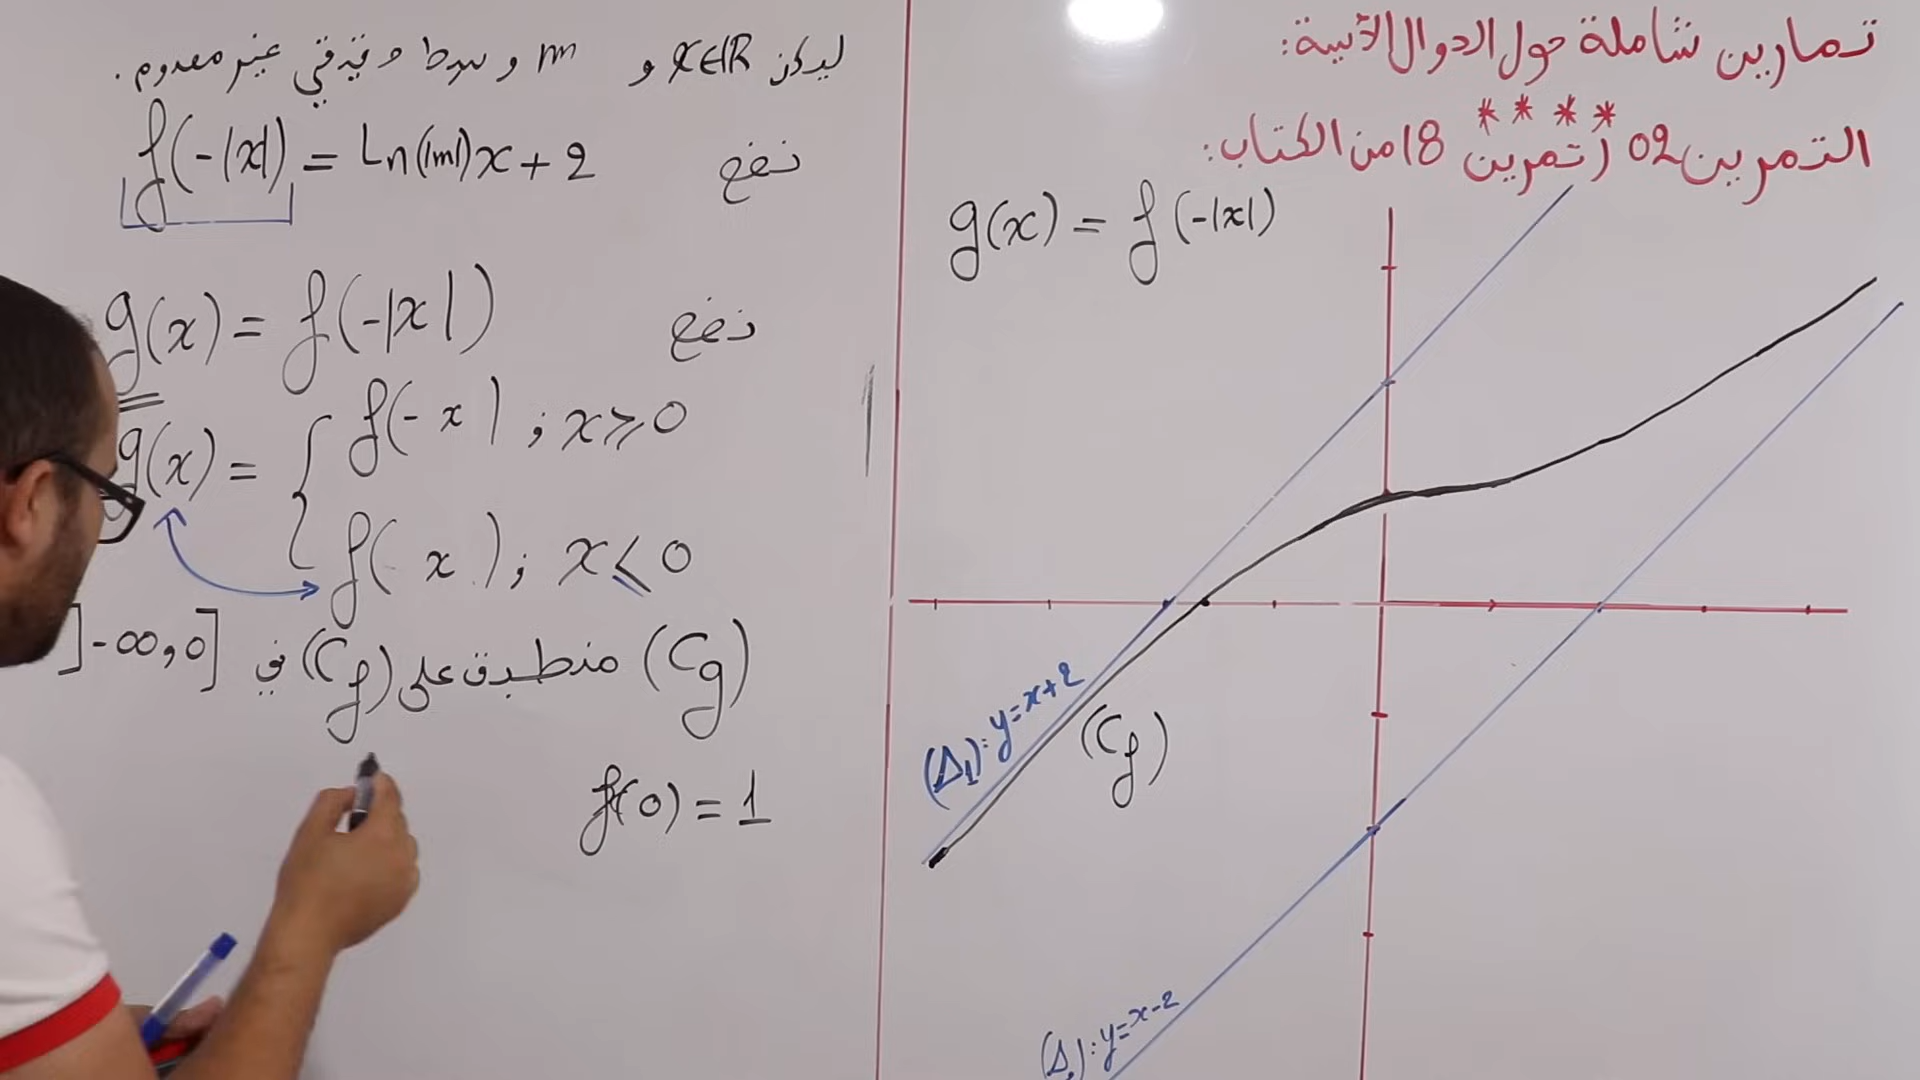 تمارين شاملة حول الدوال الأسية:
التمرين 02 (تمرين 18 من الكتاب:
****
g(x) = f(-|x|)
(Δ₁): y=x+2
(Cf)
: y=x-2
ليكن x∈ℝ و m وسيط حقيقي غير معدوم.
نضع f(-|x|) = Ln(|m|)x+2
نضع g(x) = f(-|x|)
g(x) = { f(-x) ; x⩾0
f(x) ; x⩽0
(Cg) منطبق على (Cf) في ]-∞,0]
f(0) = 1